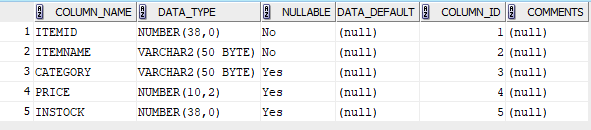 COLUMN_NAME DATA_TYPE NULLABLE DATA_DEFAULT COLUMN_ID COMMENTS
1 ITEMID NUMBER(38,0) No (null) 1 (null)
2 ITEMNAME VARCHAR2(50 BYTE) No (null) 2 (null)
3 CATEGORY VARCHAR2(50 BYTE) Yes (null) 3 (null)
4 PRICE NUMBER(10,2) Yes (null) 4 (null)
5 INSTOCK NUMBER(38,0) Yes (null) 5 (null)